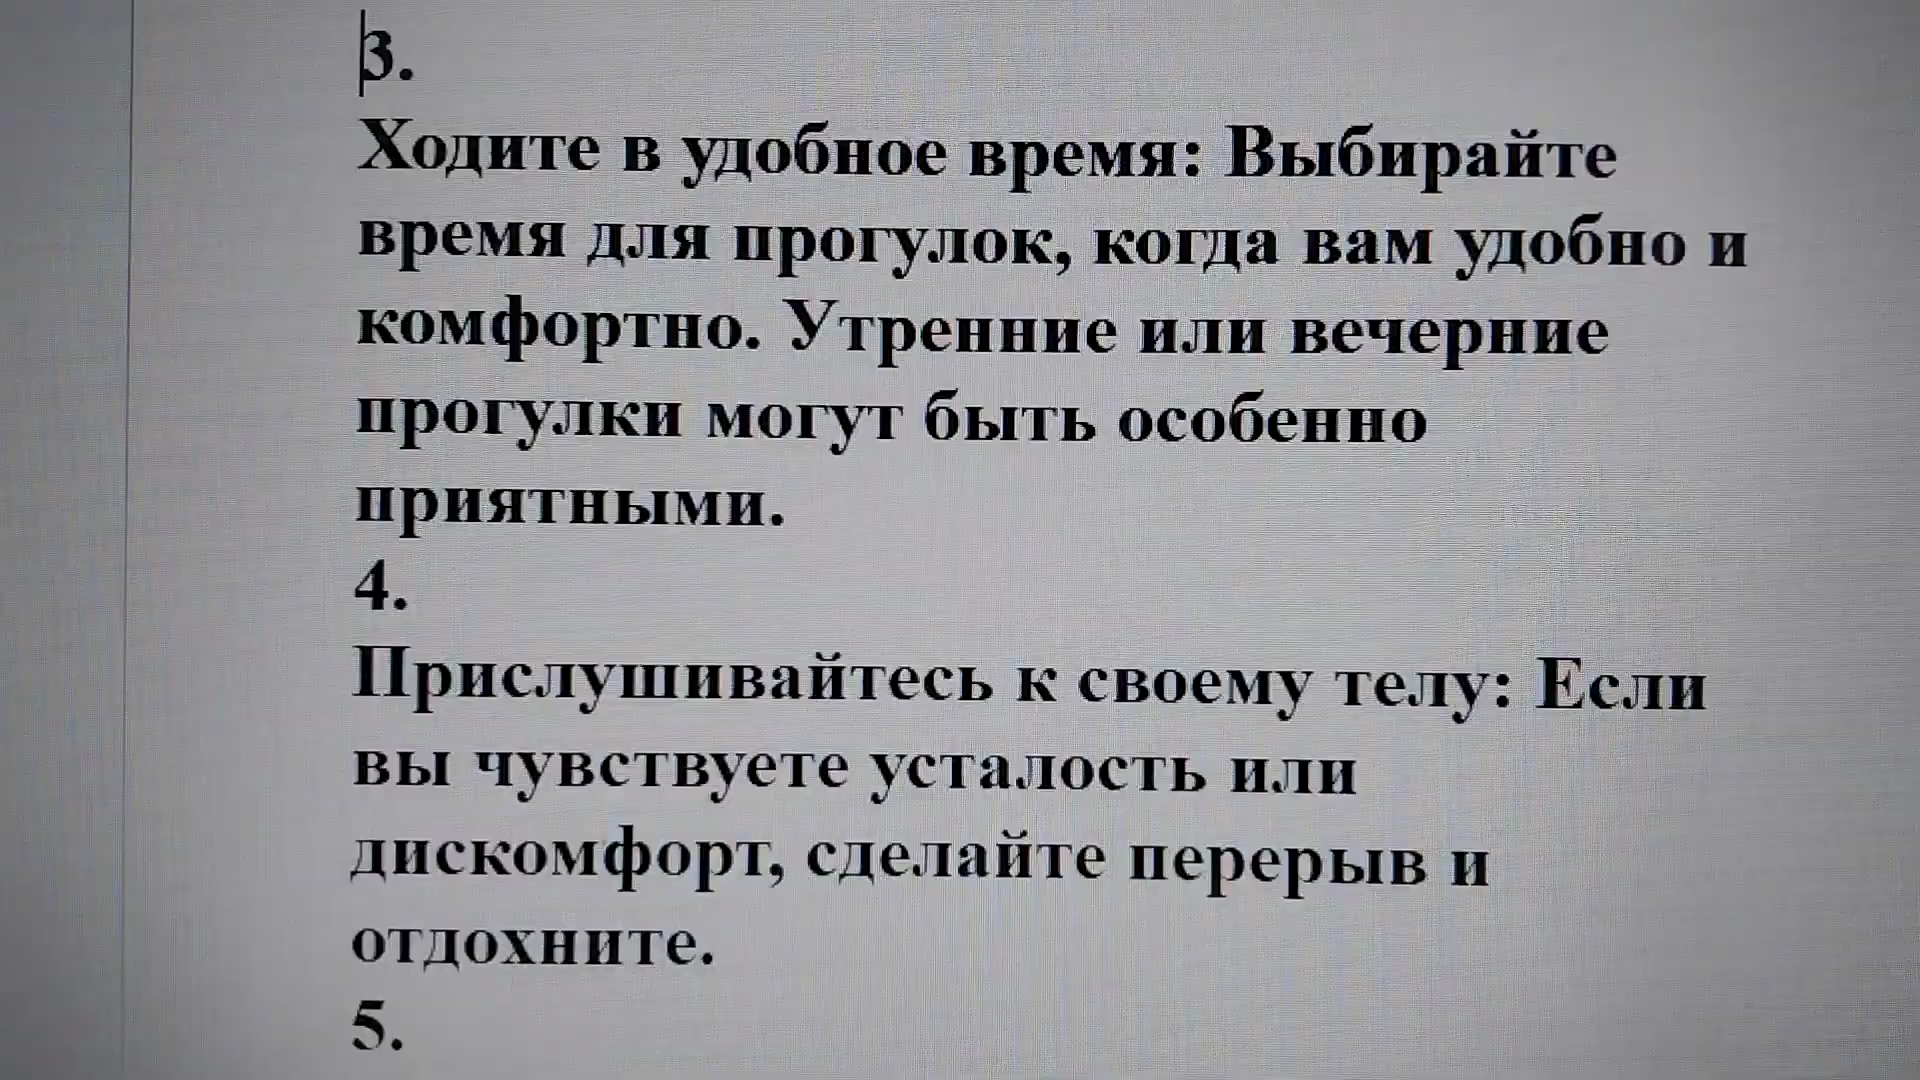 3.
Ходите в удобное время: Выбирайте
время для прогулок, когда вам удобно и
комфортно. Утренние или вечерние
прогулки могут быть особенно
приятными.
4.
Прислушивайтесь к своему телу: Если
вы чувствуете усталость или
дискомфорт, сделайте перерыв и
отдохните.
5.